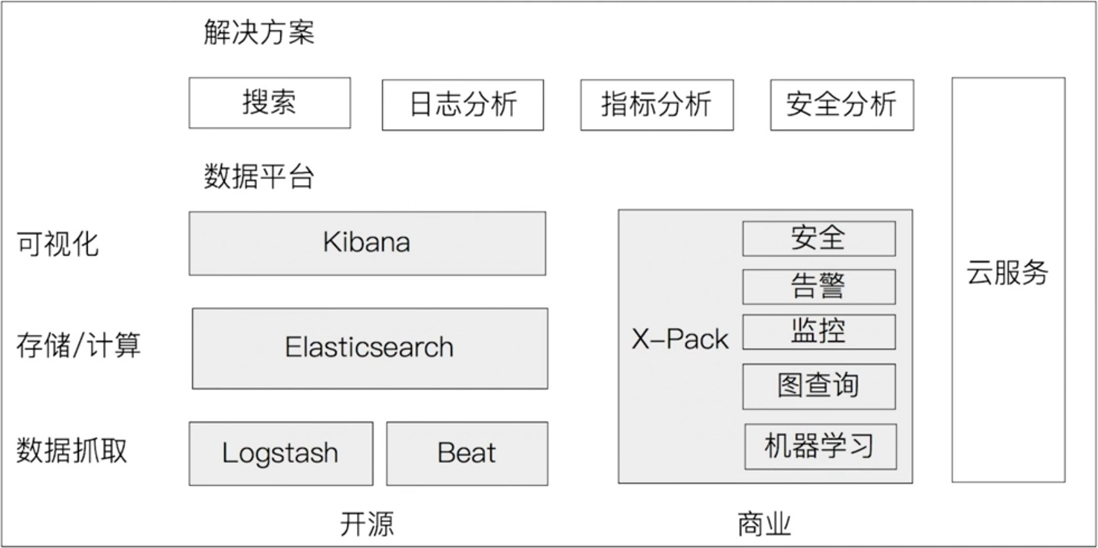 解决方案
搜索
日志分析
指标分析
安全分析
数据平台
可视化
Kibana
存储/计算
Elasticsearch
数据抓取
Logstash
Beat
X-Pack
安全
告警
监控
图查询
机器学习
云服务
开源
商业